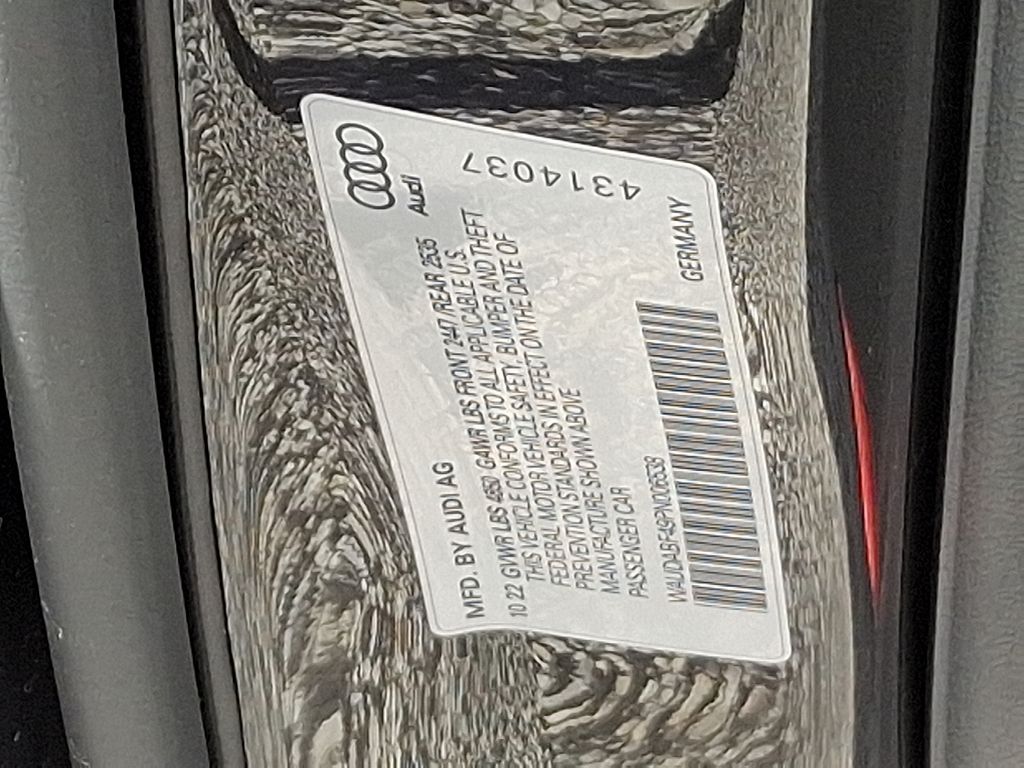 MFD. BY AUDI AG
Audi
10 22 GVWR LBS 4850 GAWR LBS FRONT 247 /REAR 2535
THIS VEHICLE CONFORMS TO ALL APPLICABLE U.S.
FEDERAL MOTOR VEHICLE SAFETY, BUMPER AND THEFT
PREVENTION STANDARDS IN EFFECT ON THE DATE OF
MANUFACTURE SHOWN ABOVE
PASSENGER CAR
4314037
GERMANY